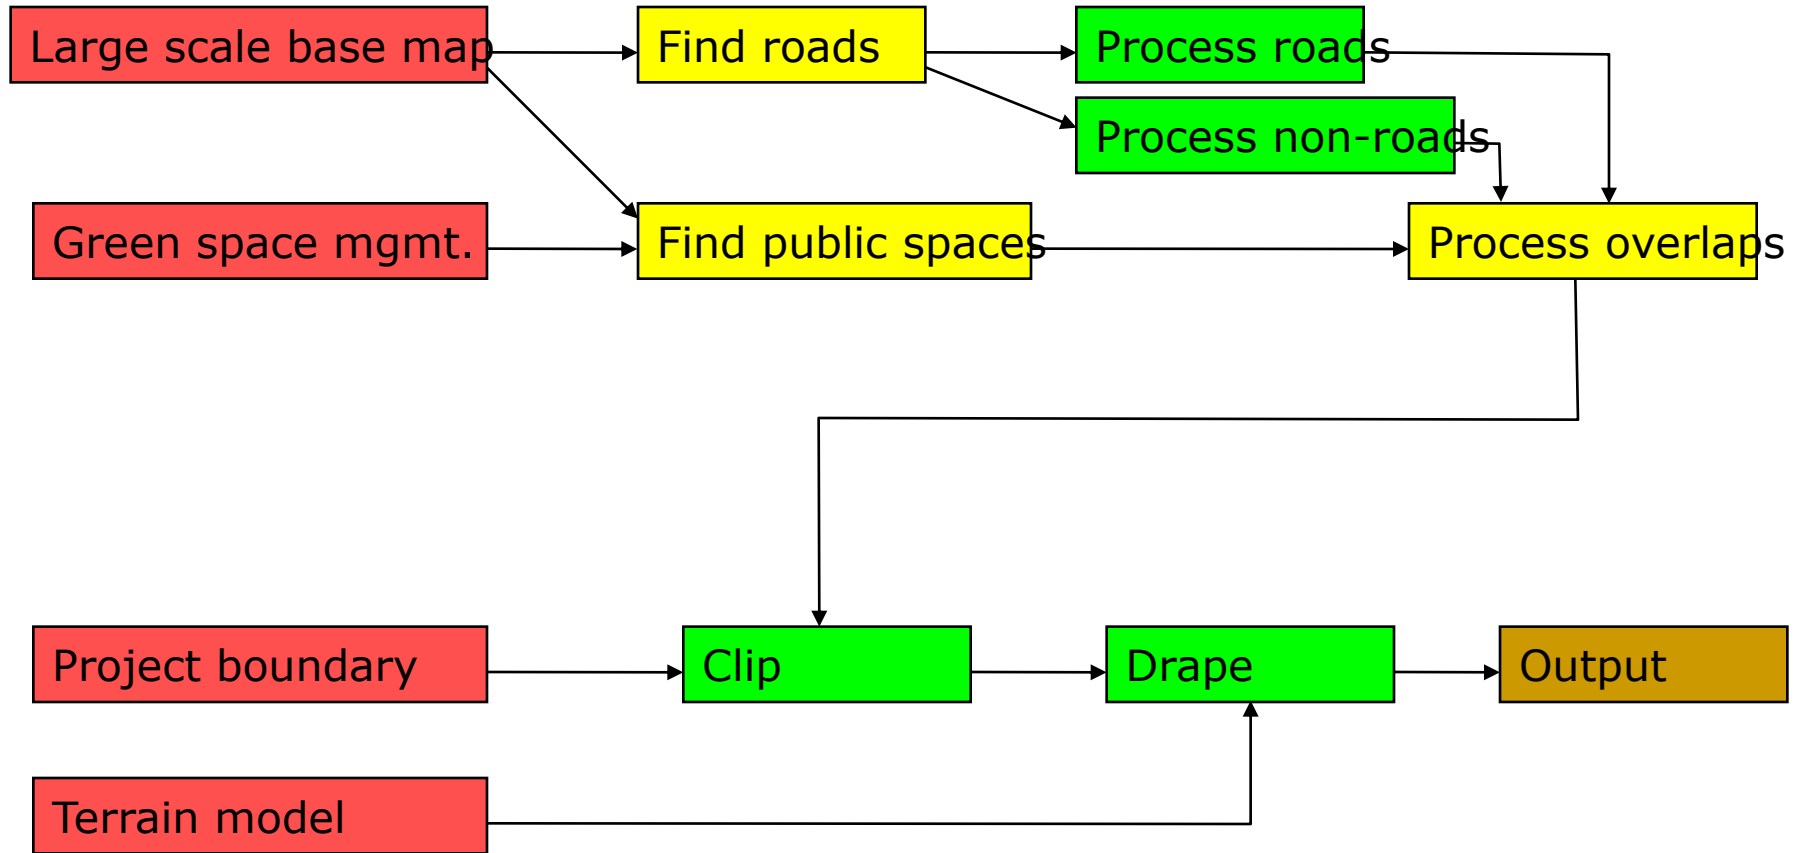 Large scale base map
Find roads
Process roads
Process non-roads
Green space mgmt.
Find public spaces
Process overlaps
Project boundary
Clip
Drape
Output
Terrain model